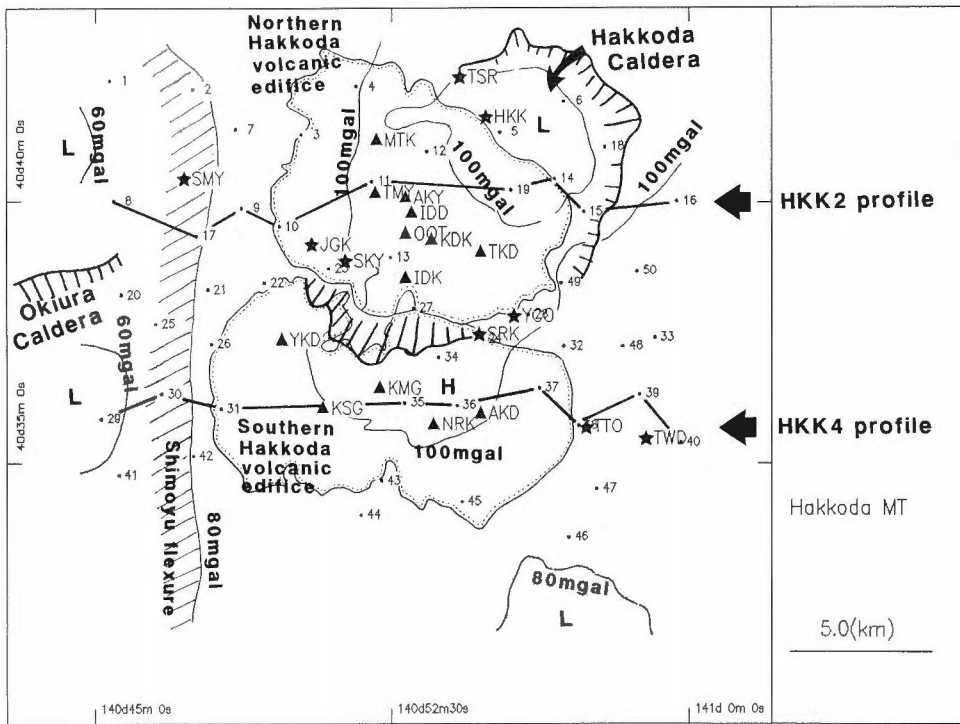 Northern
Hakkoda
volcanic
edifice
Hakkoda
Caldera
TSR
1
2
4
6
HKK
5
L
7
3
MTK
12
18
60mgal
L
100mgal
100mgal
100mgal
40d40m 0s
SMY
11
TMY
AKY
19
14
8
9
IDD
15
16
HKK2 profile
17
10
OOT
KDK
JGK
SKY
13
TKD
23
IDK
50
20
21
22
49
Okiura
Caldera
60mgal
25
27
YOO
SRK
26
YKD
34
32
48
33
L
KMG
H
30
37
39
29
31
KSG
35
36
AKD
NRK
TTO
TWD
40
HKK4 profile
40d35m 0s
Southern
Hakkoda
volcanic
edifice
100mgal
41
42
43
44
45
47
46
Shimoyu flexure
80mgal
80mgal
L
Hakkoda MT
5.0(km)
140d45m 0s
140d52m30s
141d 0m 0s